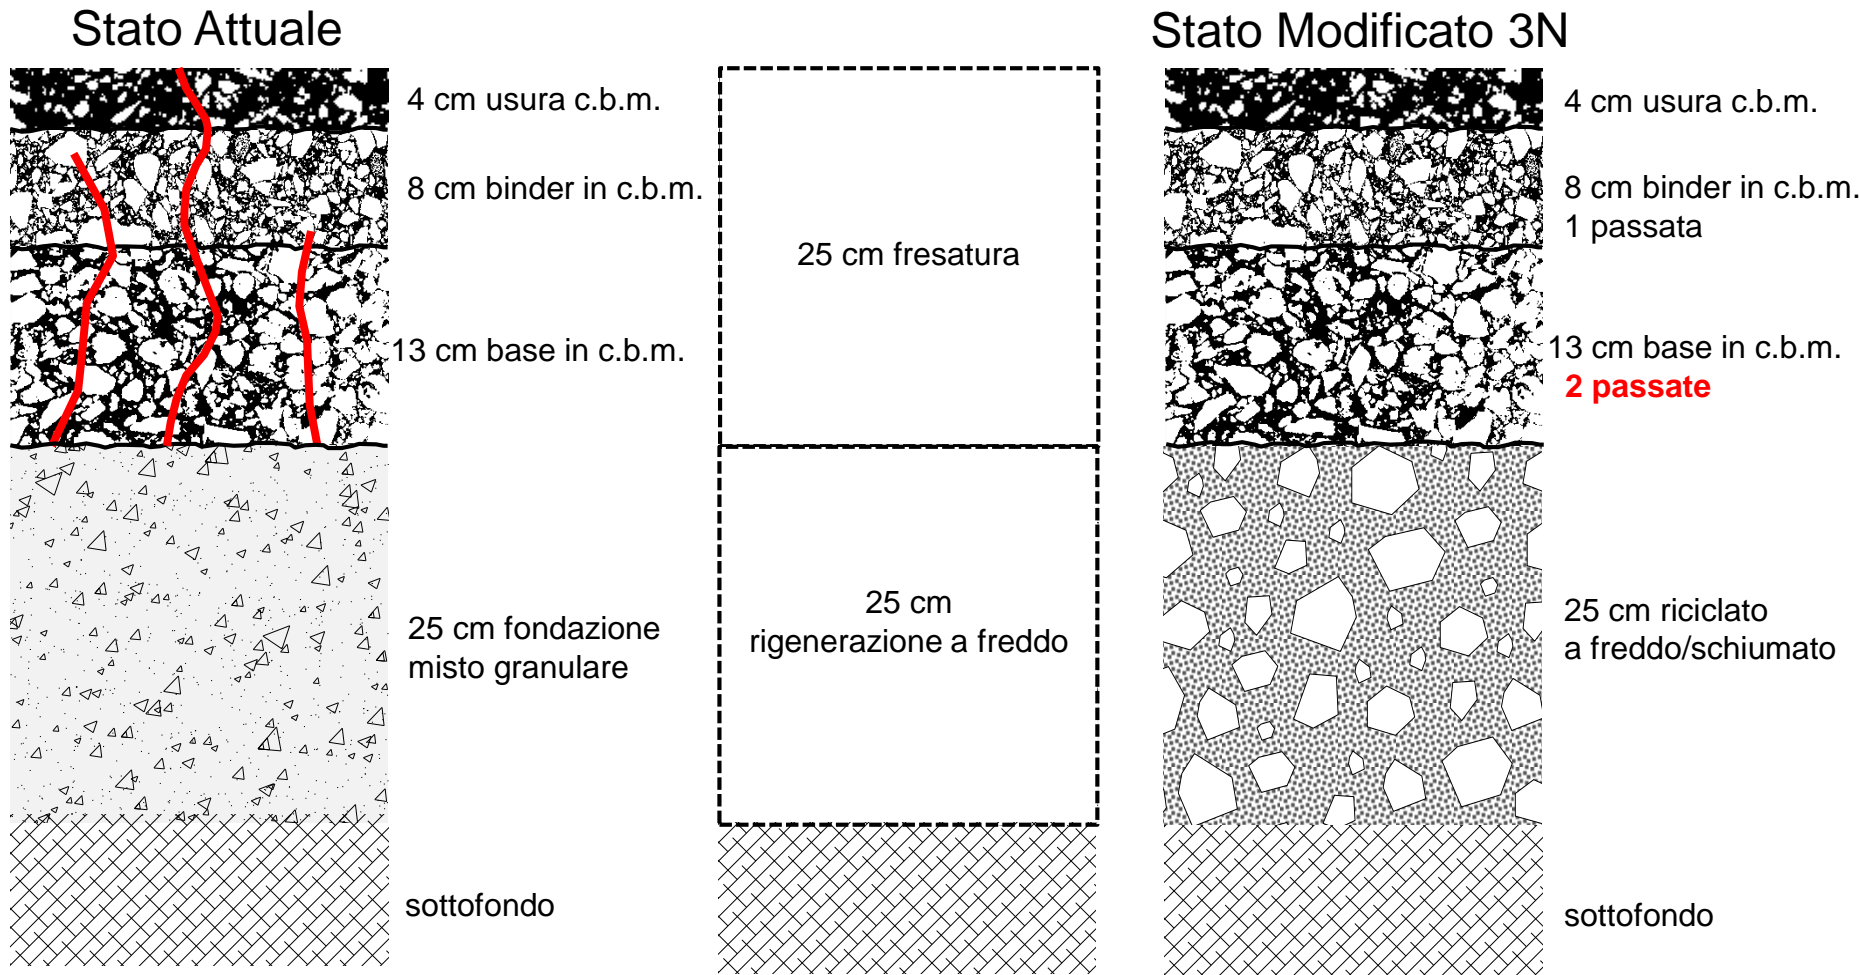 Stato Attuale
4 cm usura c.b.m.
8 cm binder in c.b.m.
13 cm base in c.b.m.
25 cm fondazione
misto granulare
sottofondo
25 cm fresatura
25 cm
rigenerazione a freddo
Stato Modificato 3N
4 cm usura c.b.m.
8 cm binder in c.b.m.
1 passata
13 cm base in c.b.m.
2 passate
25 cm riciclato
a freddo/schiumato
sottofondo